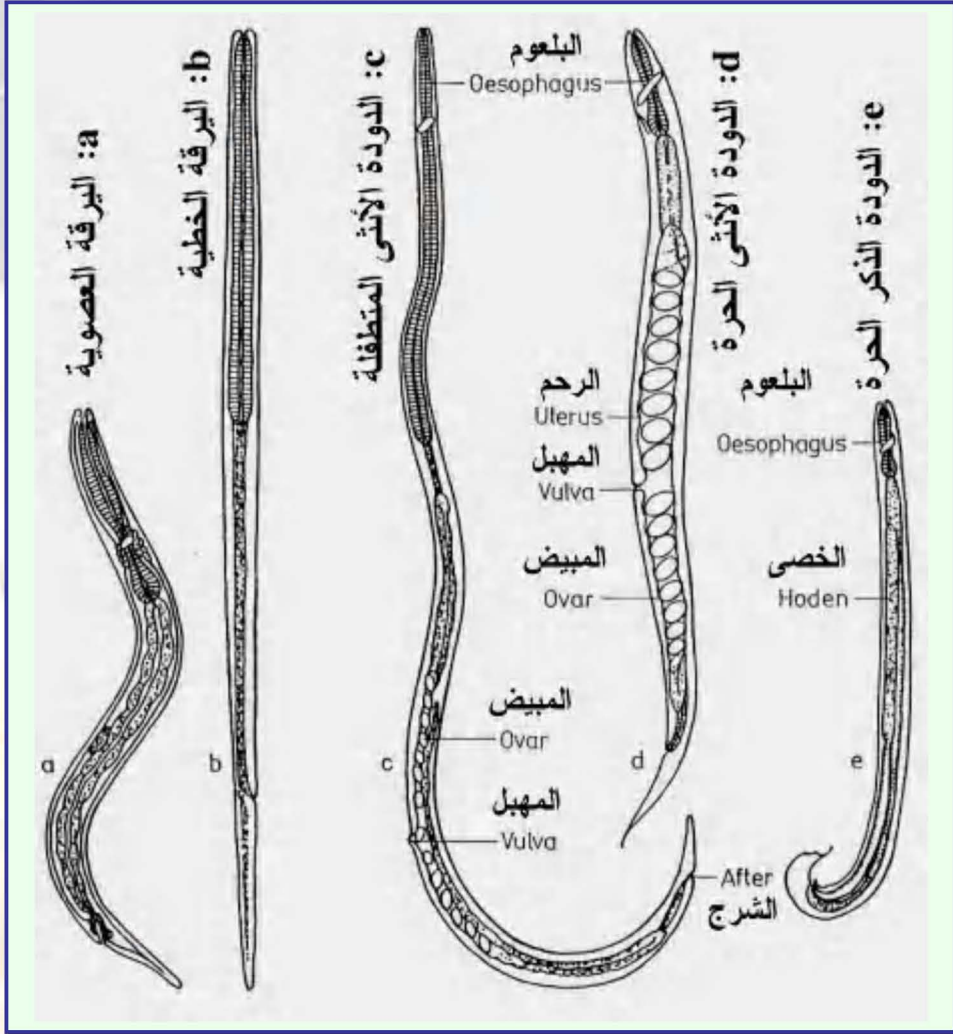 a: اليرقة العصوية
b: اليرقة الخطية
c: الدودة الأنثى المتطفلة
البلعوم
Oesophagus
d: الدودة الأنثى الحرة
e: الدودة الذكر الحرة
الرحم
Uterus
المهبل
Vulva
المبيض
Ovar
البلعوم
Oesophagus
الخصى
Hoden
المبيض
Ovar
المهبل
Vulva
After
الشرج
a
b
c
d
e